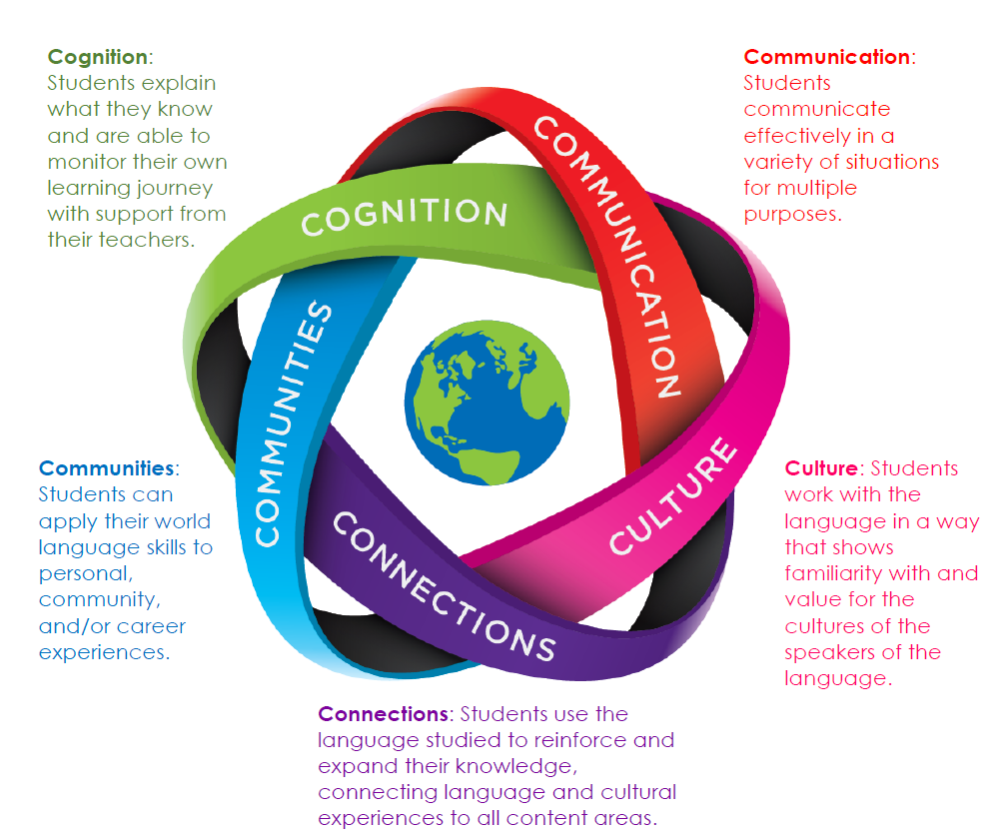 Cognition:
Students explain
what they know
and are able to
monitor their own
learning journey
with support from
their teachers.
Communication:
Students
communicate
effectively in a
variety of situations
for multiple
purposes.
COGNITION
COMMUNICATION
COMMUNITIES
CULTURE
CONNECTIONS
Communities:
Students can
apply their world
language skills to
personal,
community,
and/or career
experiences.
Culture: Students
work with the
language in a way
that shows
familiarity with and
value for the
cultures of the
speakers of the
language.
Connections: Students use the
language studied to reinforce and
expand their knowledge,
connecting language and cultural
experiences to all content areas.